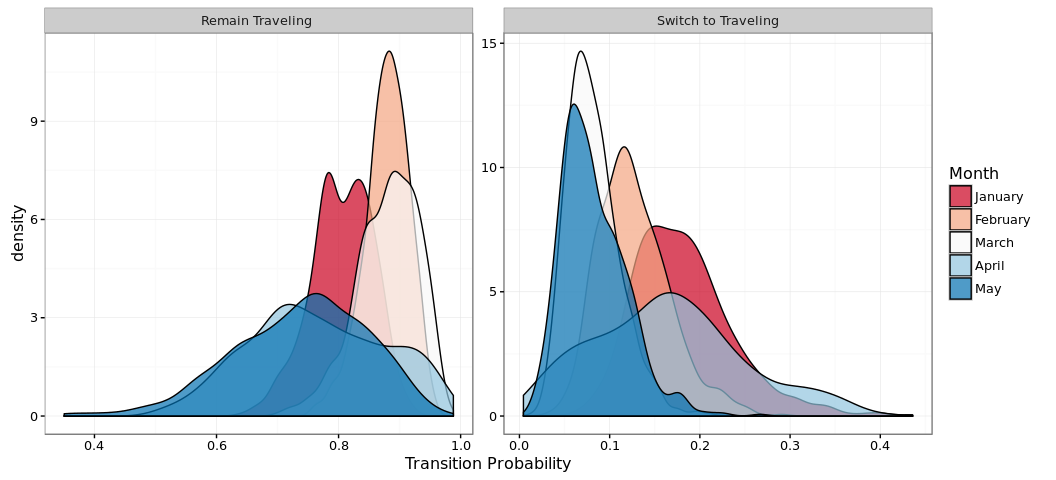 Remain Traveling
Switch to Traveling
density
9
6
3
0
15
10
5
0
0.4
0.6
0.8
1.0
0.0
0.1
0.2
0.3
0.4
Transition Probability
Month
January
February
March
April
May